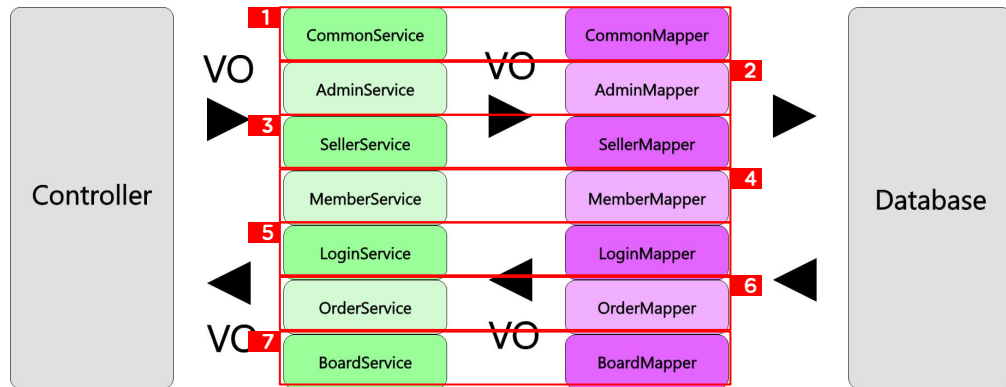 1
CommonService
CommonMapper
VO
VO
2
AdminService
AdminMapper
3
SellerService
SellerMapper
4
Controller
MemberService
MemberMapper
Database
5
LoginService
LoginMapper
6
OrderService
OrderMapper
VO
VO
7
BoardService
BoardMapper